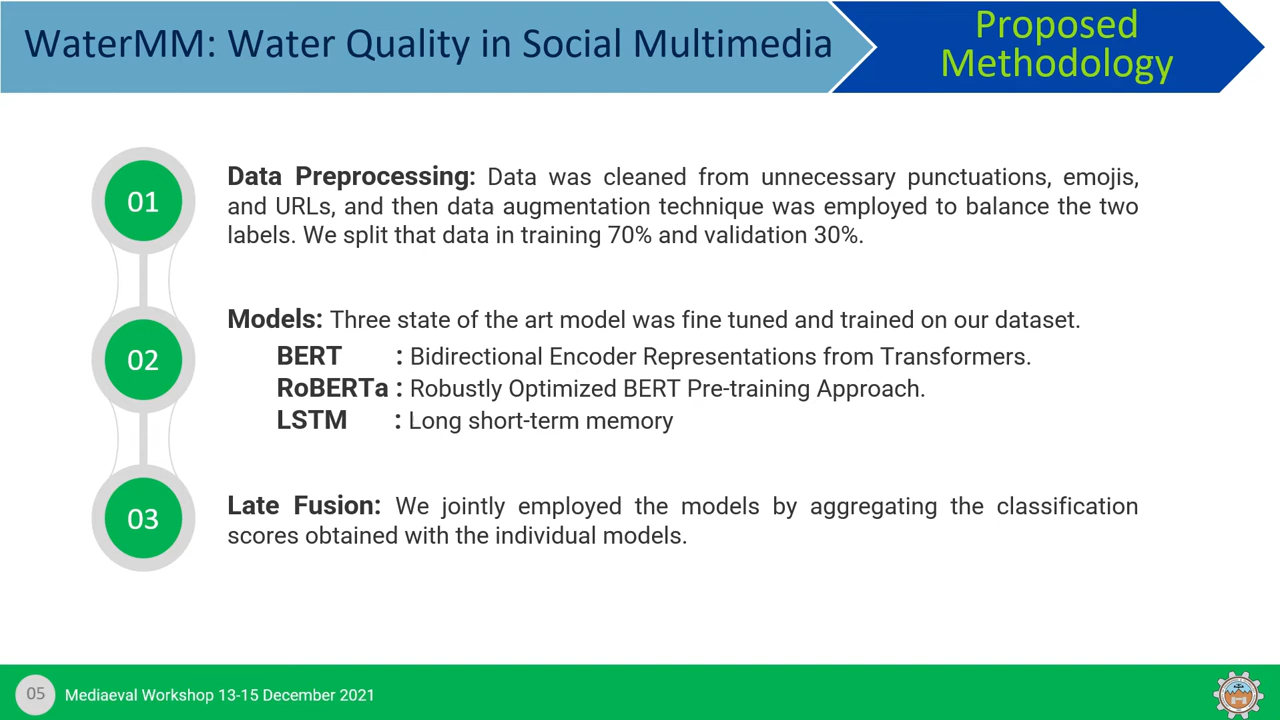 WaterMM: Water Quality in Social Multimedia
Proposed
Methodology
01
Data Preprocessing: Data was cleaned from unnecessary punctuations, emojis,
and URLs, and then data augmentation technique was employed to balance the two
labels. We split that data in training 70% and validation 30%.
02
Models: Three state of the art model was fine tuned and trained on our dataset.
BERT : Bidirectional Encoder Representations from Transformers.
RoBERTa : Robustly Optimized BERT Pre-training Approach.
LSTM : Long short-term memory
03
Late Fusion: We jointly employed the models by aggregating the classification
scores obtained with the individual models.
05
Mediaeval Workshop 13-15 December 2021